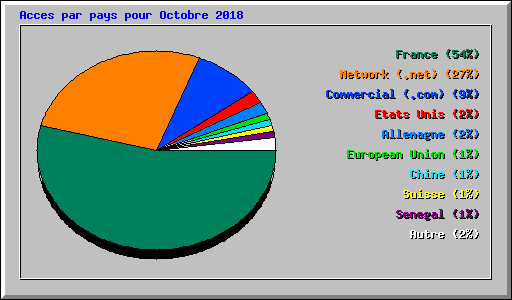 Acces par pays pour Octobre 2018
France (54%)
Network (.net) (27%)
Commercial (.com) (9%)
Etats Unis (2%)
Allemagne (2%)
European Union (1%)
Chine (1%)
Suisse (1%)
Senegal (1%)
Autre (2%)